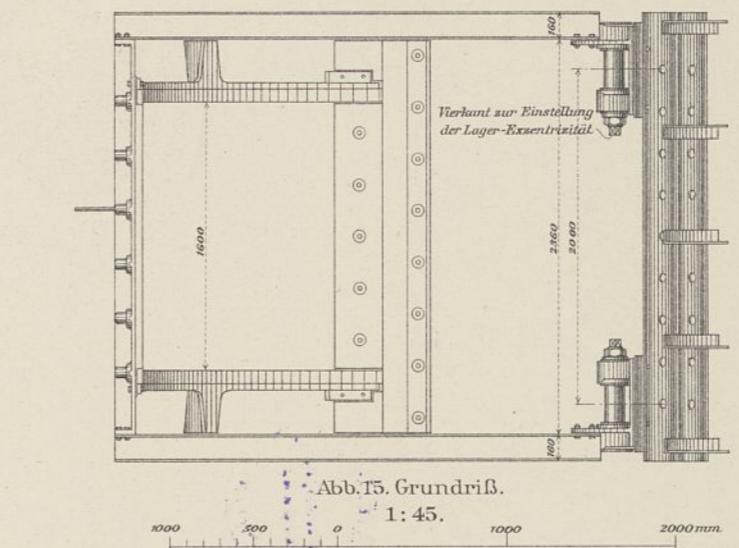 160
Vierkant zur Einstellung
der Lager-Exzentrizität
1600
2360
2000
160
Abb.15. Grundriß.
1:45.
1000 500 0 1000 2000 mm.